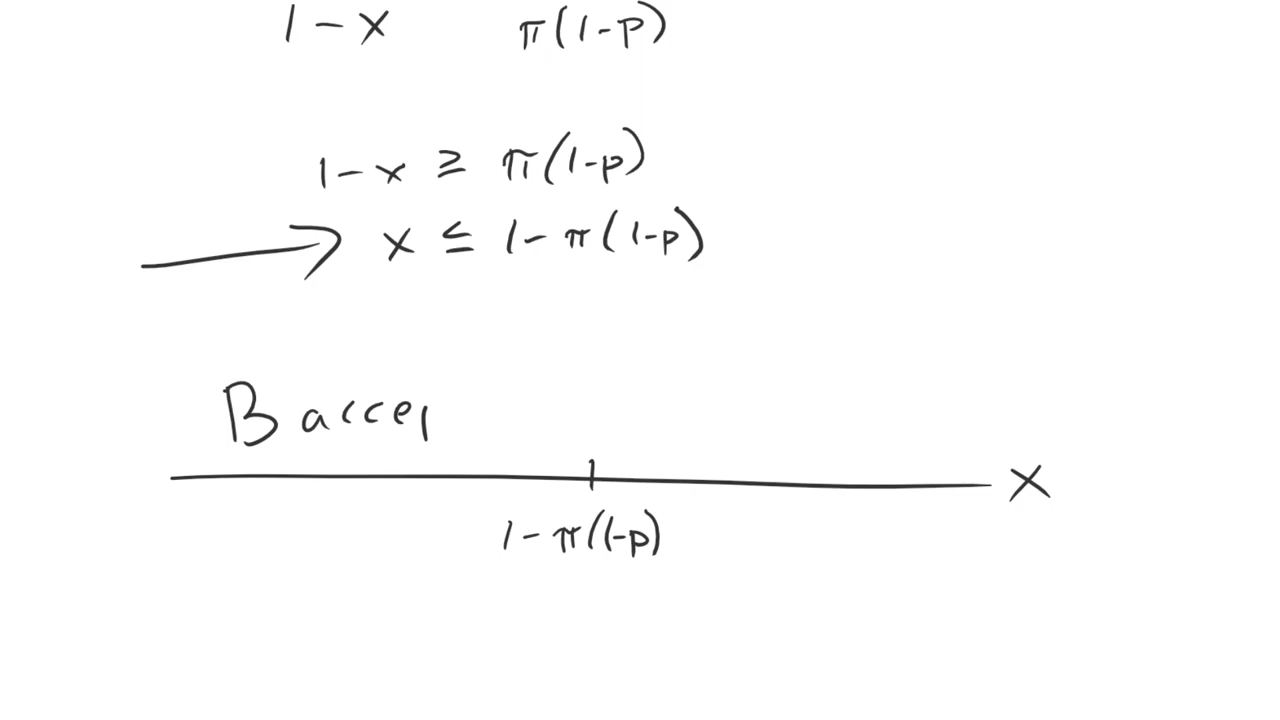 1 - x π(1-p)
1 - x ≥ π(1-p)
x ≤ 1 - π(1-p)
B accep
x
1 - π(1-p)